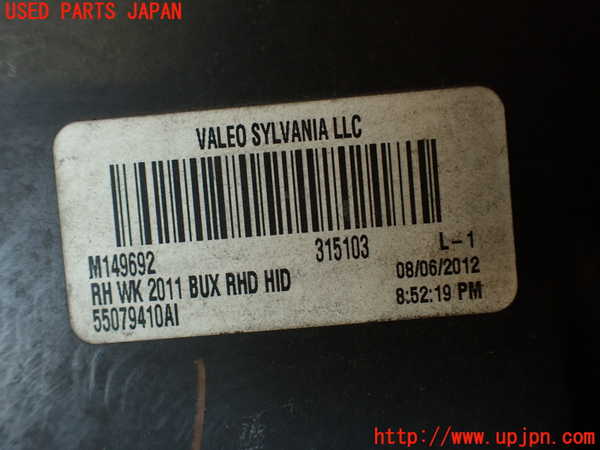 USED PARTS JAPAN
VALEO SYLVANIA LLC
M149692 315103 L-1
RH WK 2011 BUX RHD HID 08/06/2012
55079410AI 8:52:19 PM
UPJ
http://www.upjpn.com/